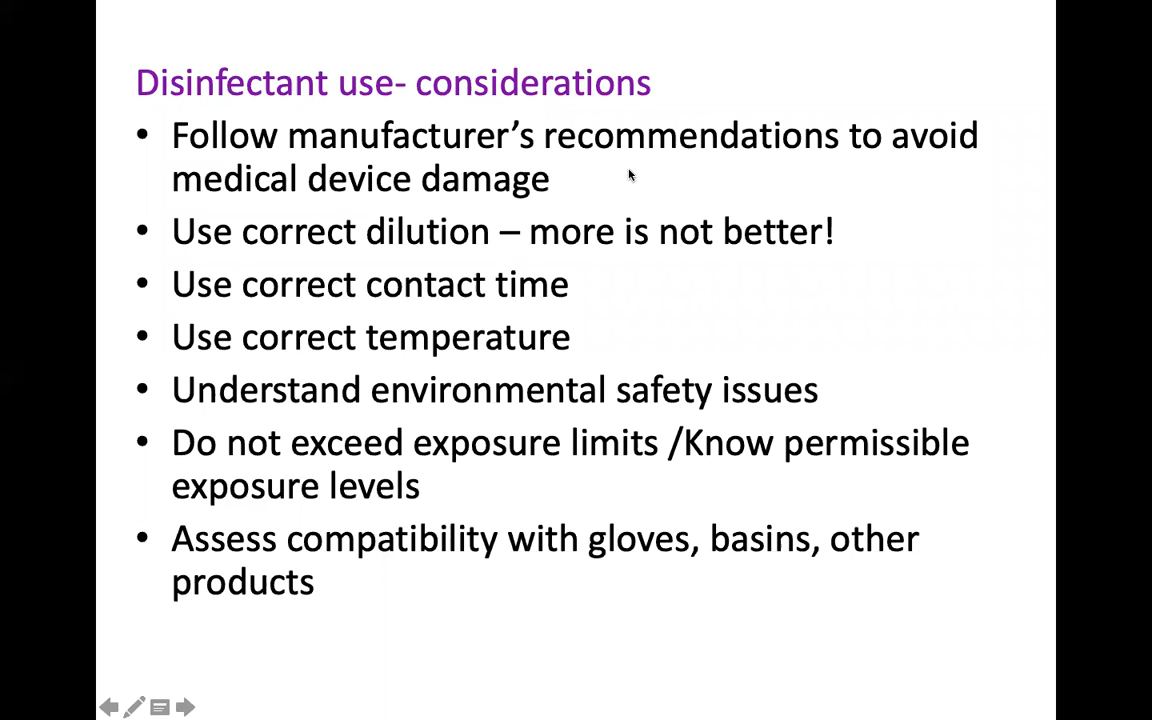 Disinfectant use- considerations
• Follow manufacturer’s recommendations to avoid
medical device damage
• Use correct dilution – more is not better!
• Use correct contact time
• Use correct temperature
• Understand environmental safety issues
• Do not exceed exposure limits /Know permissible
exposure levels
• Assess compatibility with gloves, basins, other
products